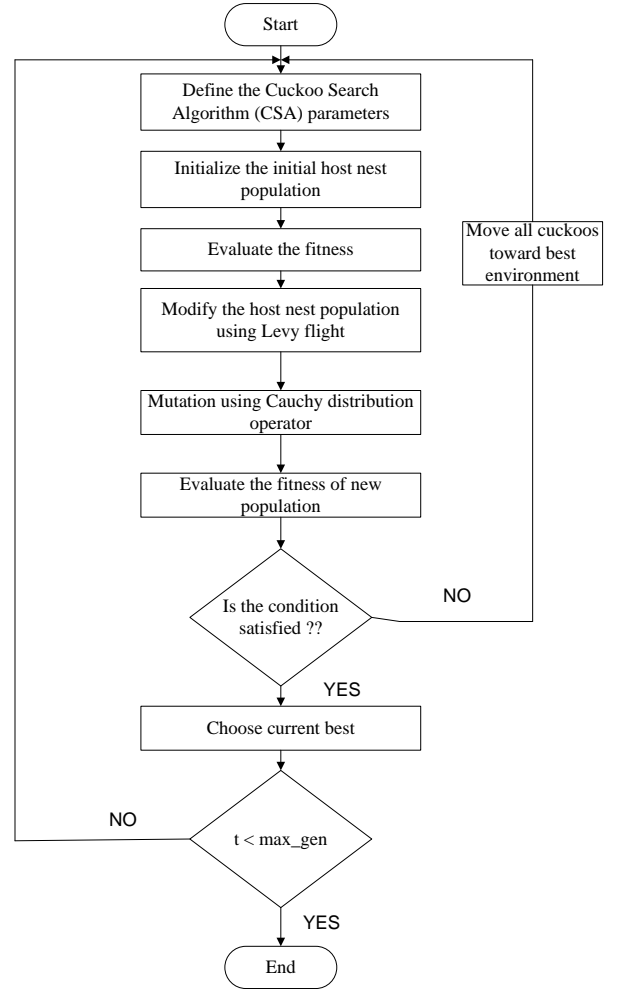 Start
Define the Cuckoo Search
Algorithm (CSA) parameters
Initialize the initial host nest
population
Evaluate the fitness
Move all cuckoos
toward best
environment
Modify the host nest population
using Levy flight
Mutation using Cauchy distribution
operator
Evaluate the fitness of new
population
Is the condition
satisfied ??
NO
YES
Choose current best
NO
t < max_gen
YES
End